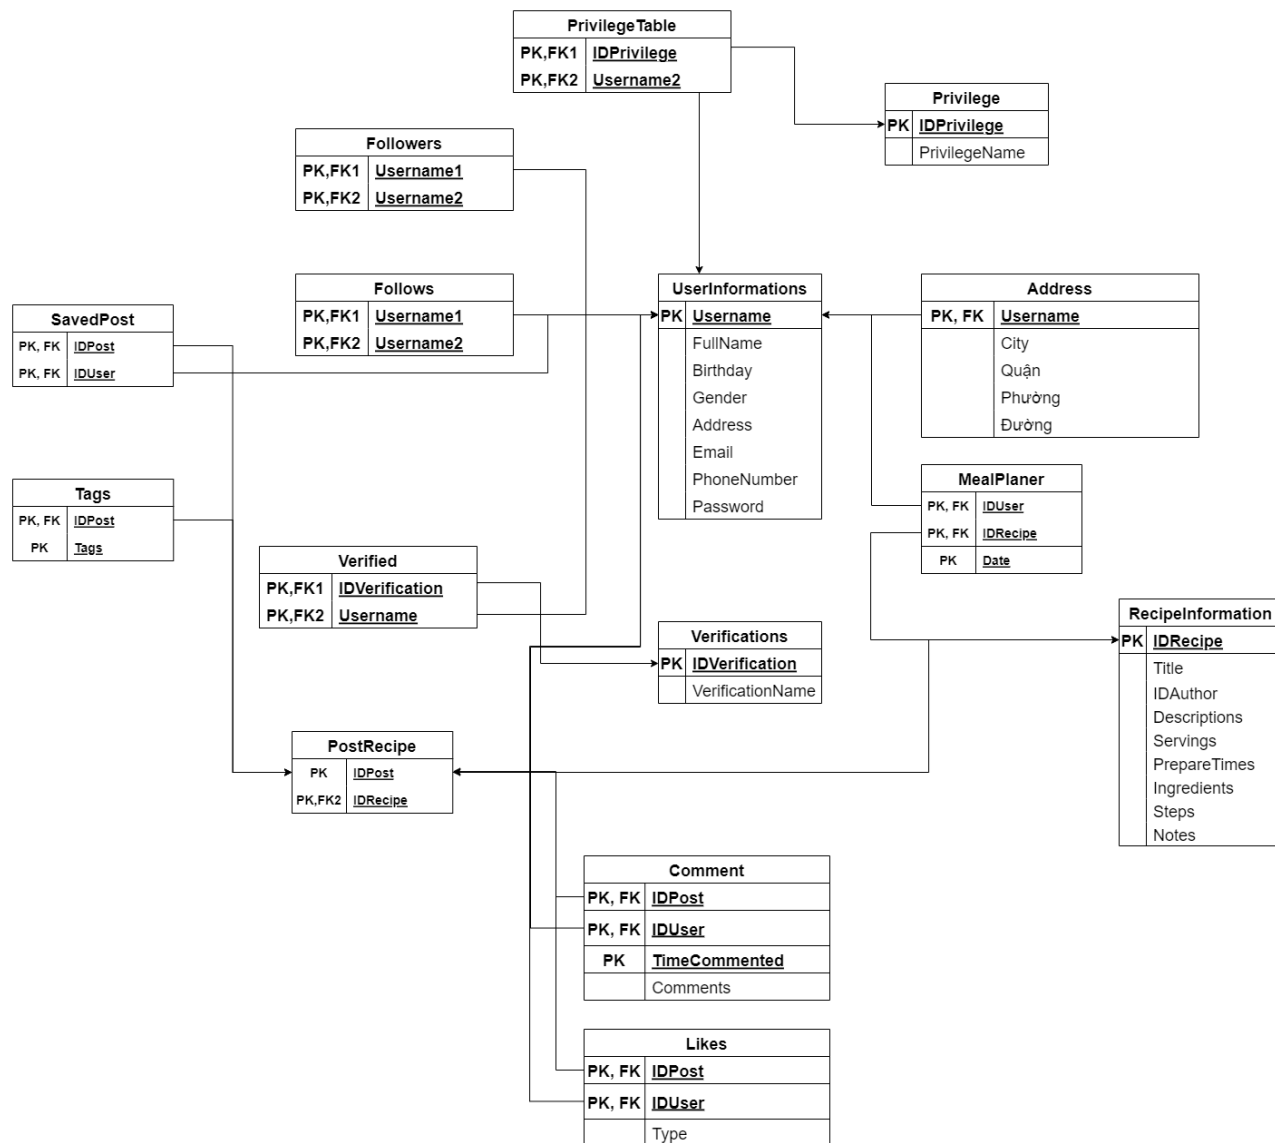 PrivilegeTable
PK,FK1 IDPrivilege
PK,FK2 Username2
Privilege
PK IDPrivilege
PrivilegeName
Followers
PK,FK1 Username1
PK,FK2 Username2
Follows
PK,FK1 Username1
PK,FK2 Username2
UserInformations
PK Username
FullName
Birthday
Gender
Address
Email
PhoneNumber
Password
Address
PK, FK Username
City
Quận
Phường
Đường
SavedPost
PK, FK IDPost
PK, FK IDUser
Tags
PK, FK IDPost
PK Tags
MealPlaner
PK, FK IDUser
PK, FK IDRecipe
PK Date
Verified
PK,FK1 IDVerification
PK,FK2 Username
Verifications
PK IDVerification
VerificationName
RecipeInformation
PK IDRecipe
Title
IDAuthor
Descriptions
Servings
PrepareTimes
Ingredients
Steps
Notes
PostRecipe
PK IDPost
PK,FK2 IDRecipe
Comment
PK, FK IDPost
PK, FK IDUser
PK TimeCommented
Comments
Likes
PK, FK IDPost
PK, FK IDUser
Type